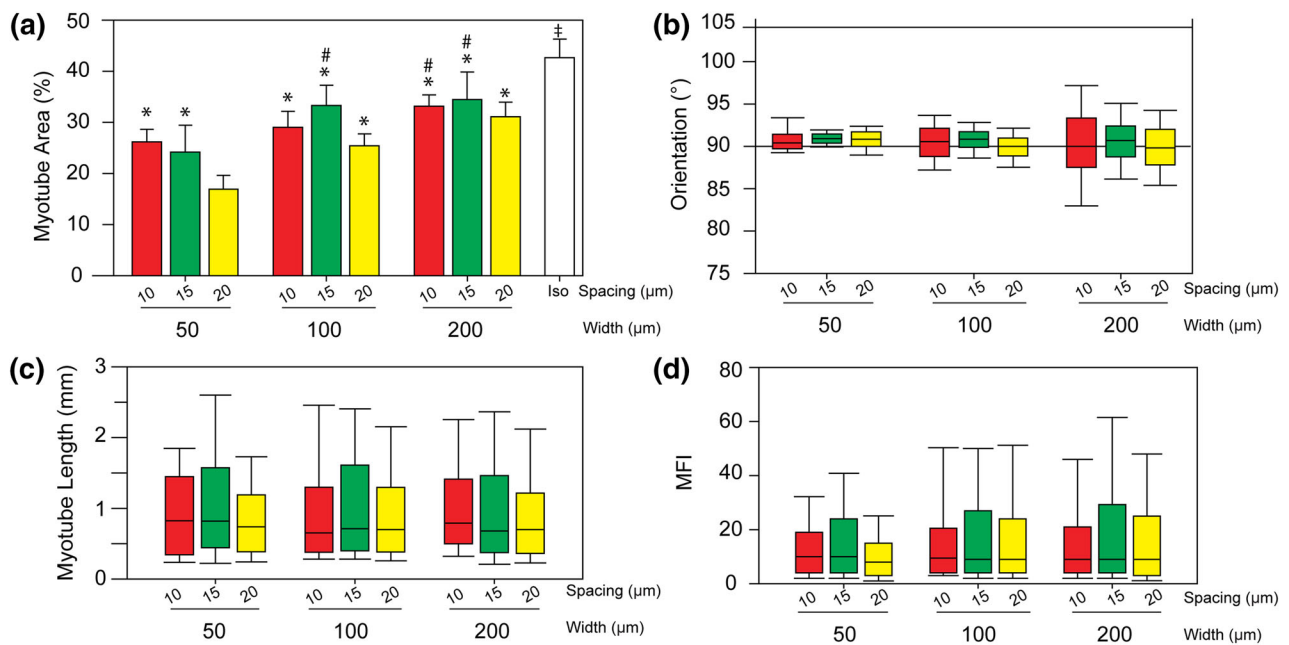 (a)
Myotube Area (%)
50
40
30
20
10
0
* * * # * * # * # * * ‡
10 15 20 10 15 20 10 15 20 Iso Spacing (µm)
50 100 200 Width (µm)
(b)
Orientation (°)
105
100
95
90
85
80
75
10 15 20 10 15 20 10 15 20 Spacing (µm)
50 100 200 Width (µm)
(c)
Myotube Length (mm)
3
2
1
0
10 15 20 10 15 20 10 15 20 Spacing (µm)
50 100 200 Width (µm)
(d)
MFI
80
60
40
20
0
10 15 20 10 15 20 10 15 20 Spacing (µm)
50 100 200 Width (µm)